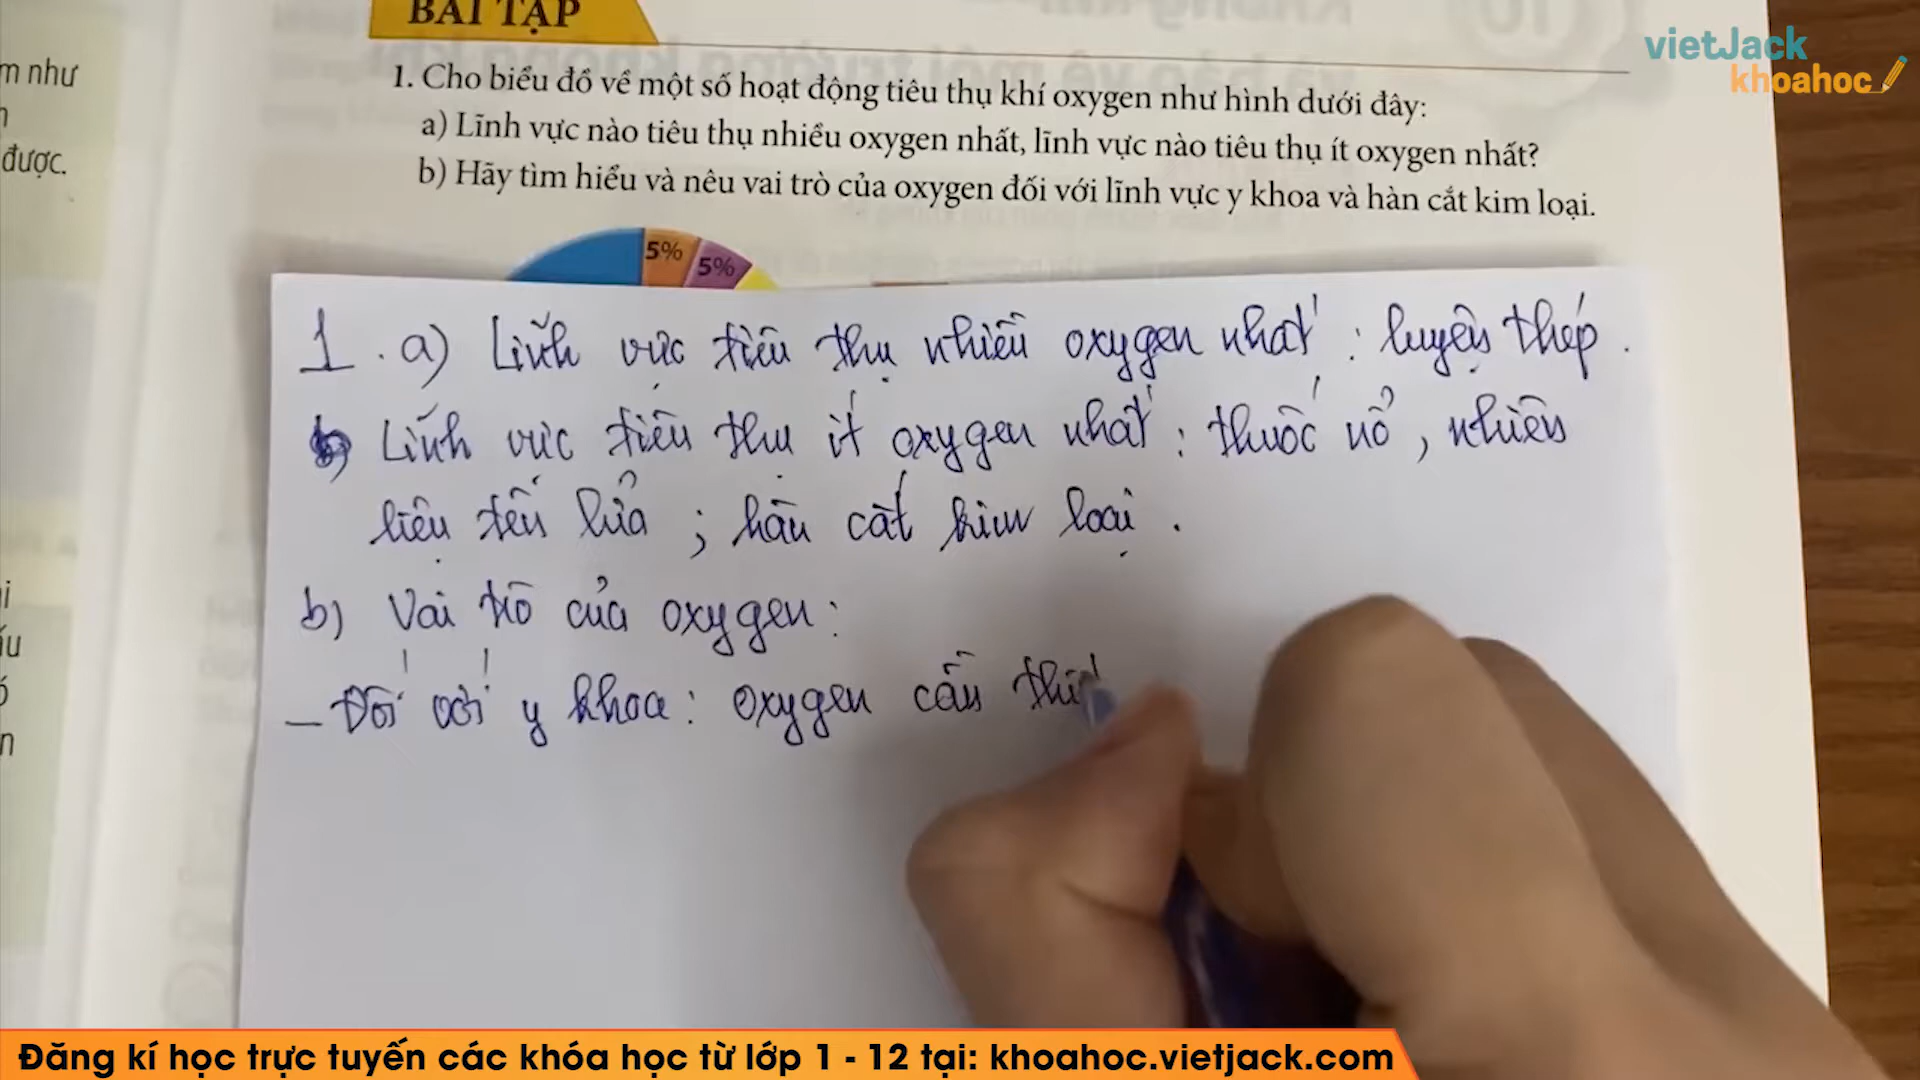 BÀI TẬP
vietJack
khoahoc
m như
được.
1. Cho biểu đồ về một số hoạt động tiêu thụ khí oxygen như hình dưới đây:
a) Lĩnh vực nào tiêu thụ nhiều oxygen nhất, lĩnh vực nào tiêu thụ ít oxygen nhất?
b) Hãy tìm hiểu và nêu vai trò của oxygen đối với lĩnh vực y khoa và hàn cắt kim loại.
5%
5%
1. a) Lĩnh vực tiêu thụ nhiều oxygen nhất: luyện thép.
Lĩnh vực tiêu thụ ít oxygen nhất: thuốc nổ, nhiên
liệu tên lửa; hàn cắt kim loại.
b) Vai trò của oxygen:
- Đối với y khoa: oxygen cần
Đăng kí học trực tuyến các khóa học từ lớp 1 - 12 tại: khoahoc.vietjack.com